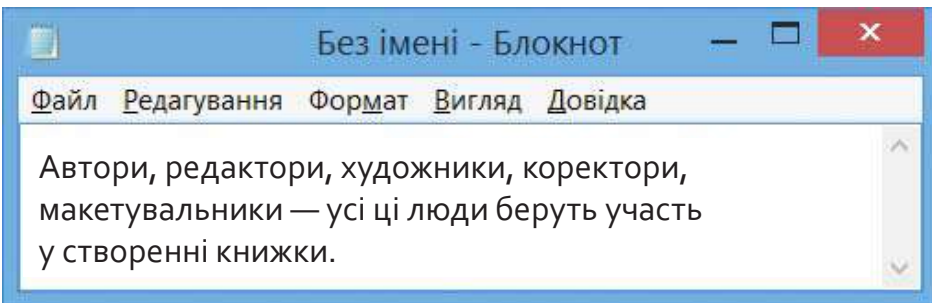 Без імені - Блокнот
Файл Редагування Формат Вигляд Довідка
Автори, редактори, художники, коректори,
макетувальники — усі ці люди беруть участь
у створенні книжки.